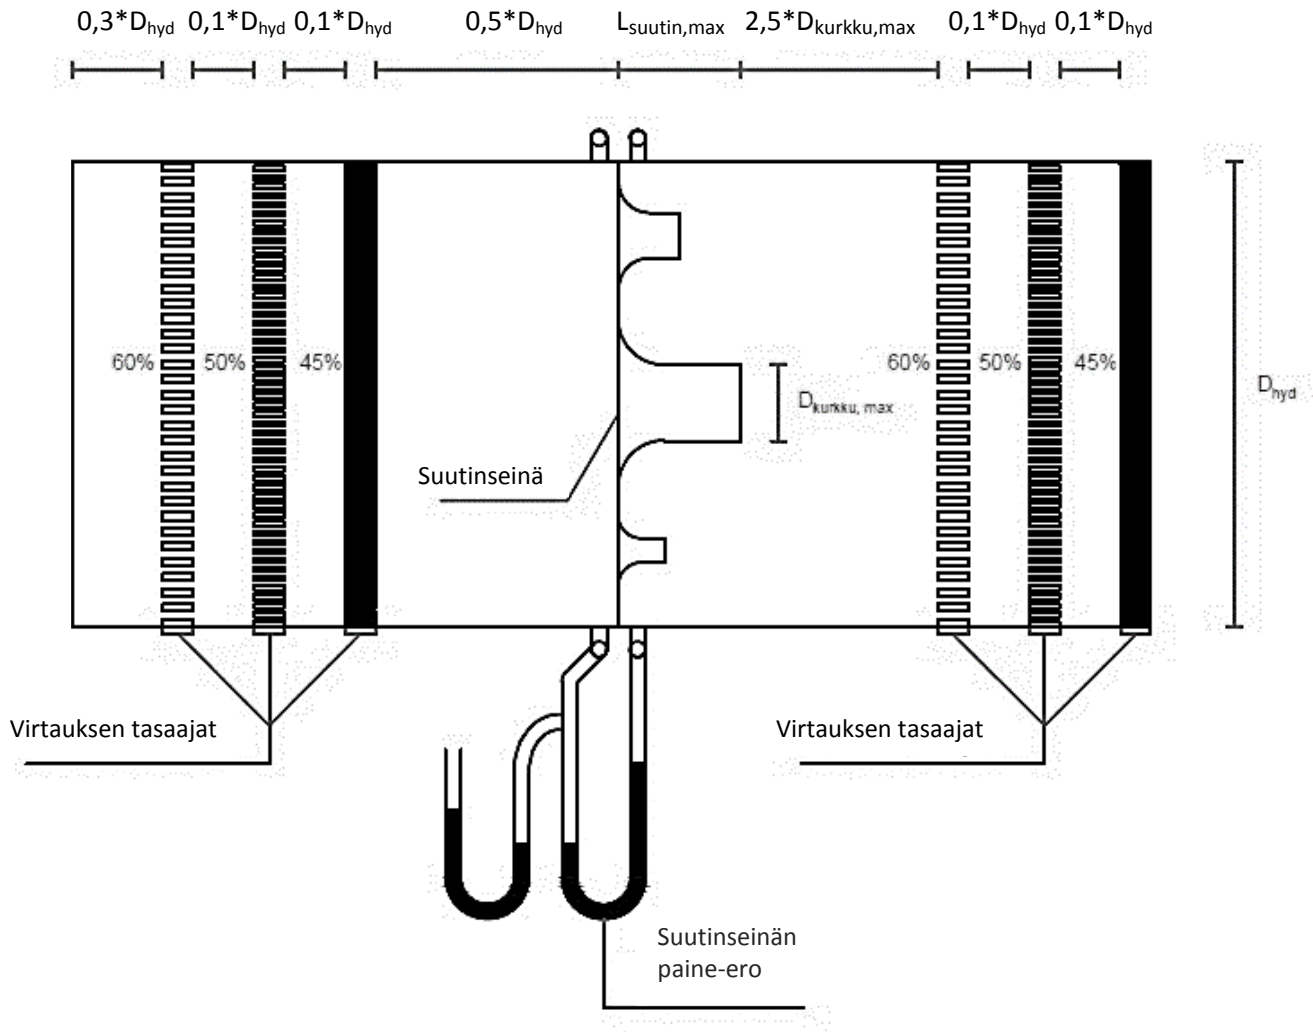 0,3*Dhyd 0,1*Dhyd 0,1*Dhyd 0,5*Dhyd Lsuutin,max 2,5*Dkurkku,max 0,1*Dhyd 0,1*Dhyd
60% 50% 45% 60% 50% 45%
Dkurkku, max
Dhyd
Suutinseinä
Virtauksen tasaajat
Virtauksen tasaajat
Suutinseinän
paine-ero